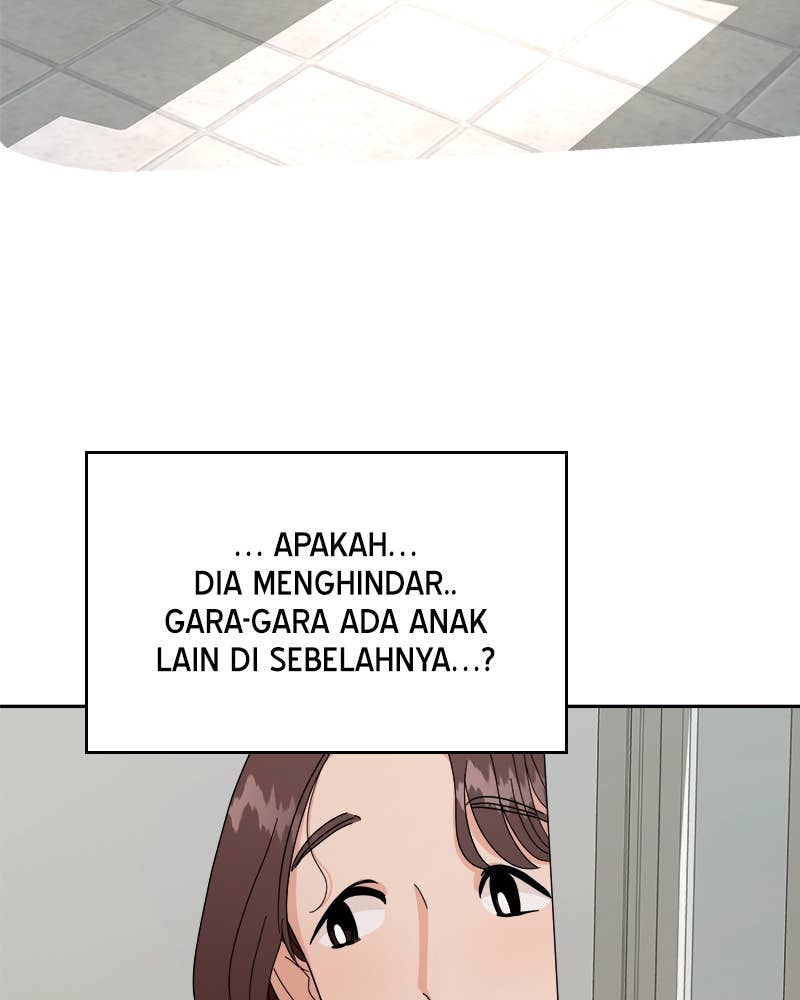 ... APAKAH...
DIA MENGHINDAR..
GARA-GARA ADA ANAK
LAIN DI SEBELAHNYA...?